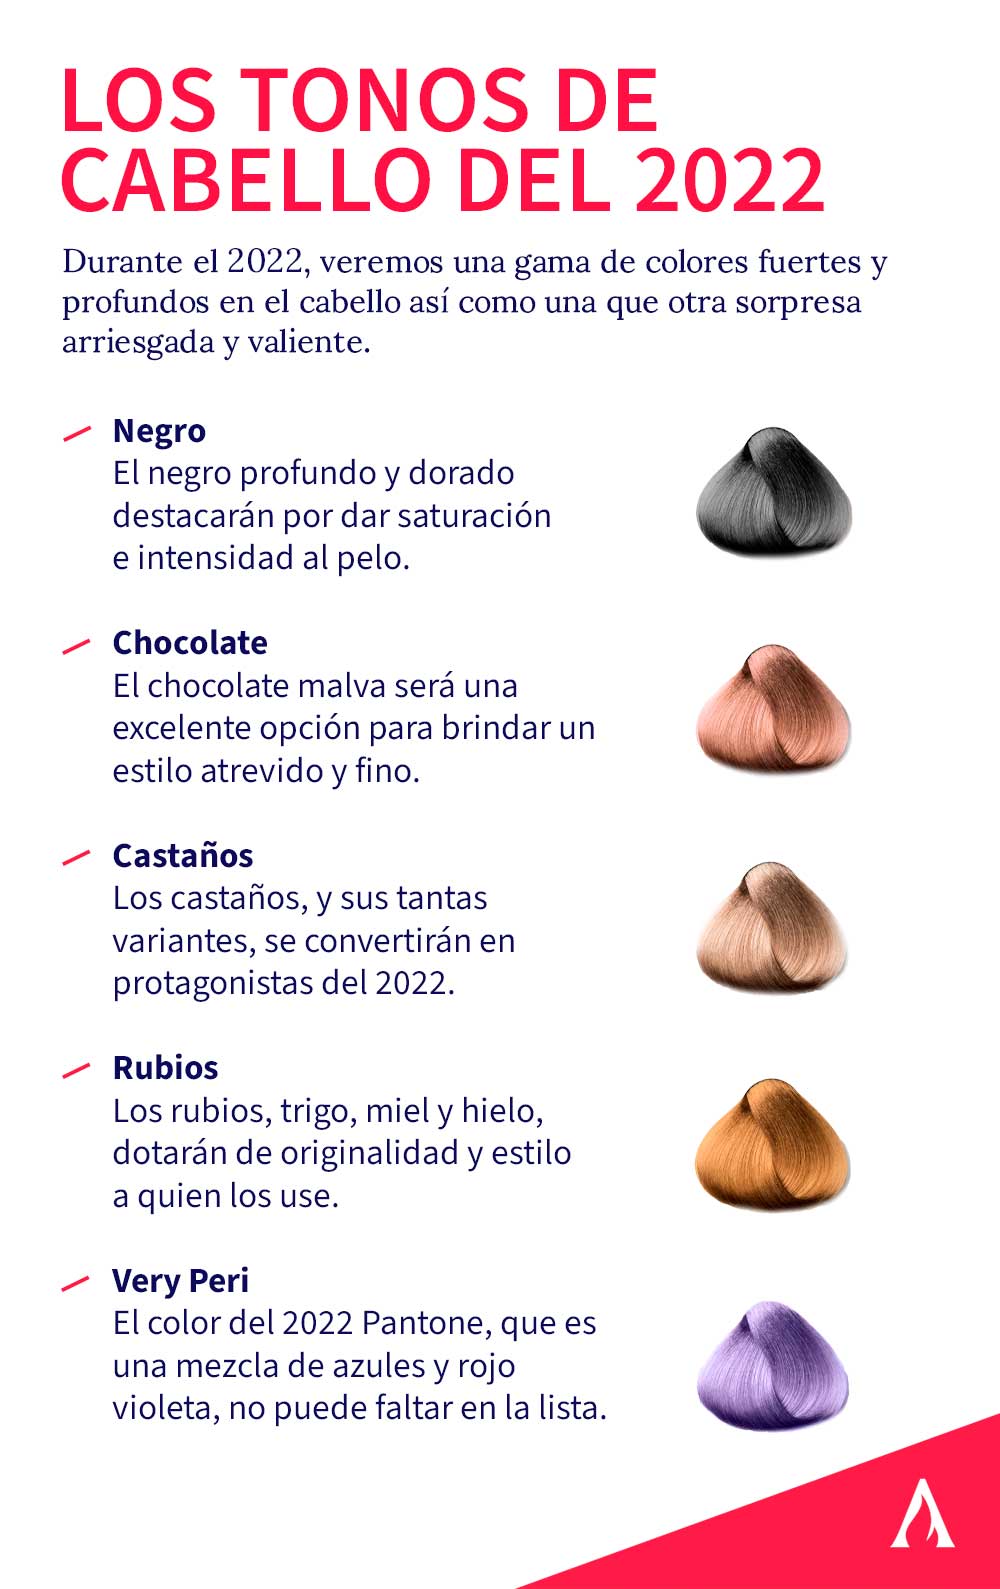 LOS TONOS DE
CABELLO DEL 2022
Durante el 2022, veremos una gama de colores fuertes y
profundos en el cabello así como una que otra sorpresa
arriesgada y valiente.
Negro
El negro profundo y dorado
destacarán por dar saturación
e intensidad al pelo.
Chocolate
El chocolate malva será una
excelente opción para brindar un
estilo atrevido y fino.
Castaños
Los castaños, y sus tantas
variantes, se convertirán en
protagonistas del 2022.
Rubios
Los rubios, trigo, miel y hielo,
dotarán de originalidad y estilo
a quien los use.
Very Peri
El color del 2022 Pantone, que es
una mezcla de azules y rojo
violeta, no puede faltar en la lista.